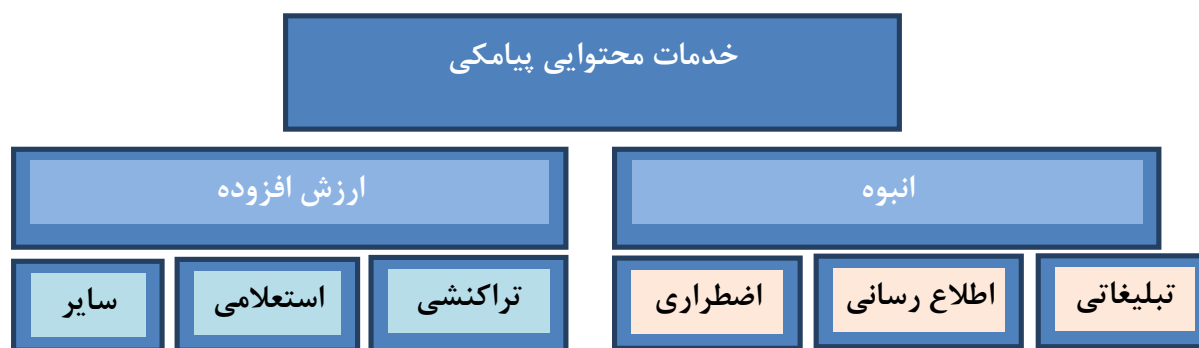 خدمات محتوایی پیامکی
انبوه
ارزش افزوده
تبلیغاتی
اطلاع رسانی
اضطراری
تراکنشی
استعلامی
سایر